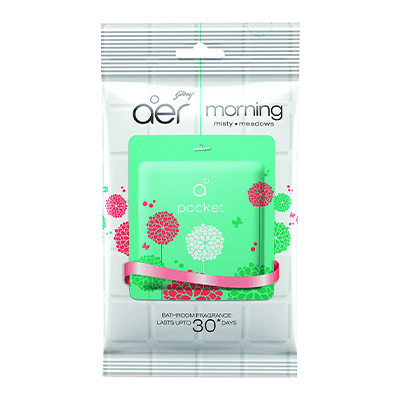 Godrej
aer
morning
misty • meadows
a
pocket
BATHROOM FRAGRANCE
LASTS UPTO 30* DAYS